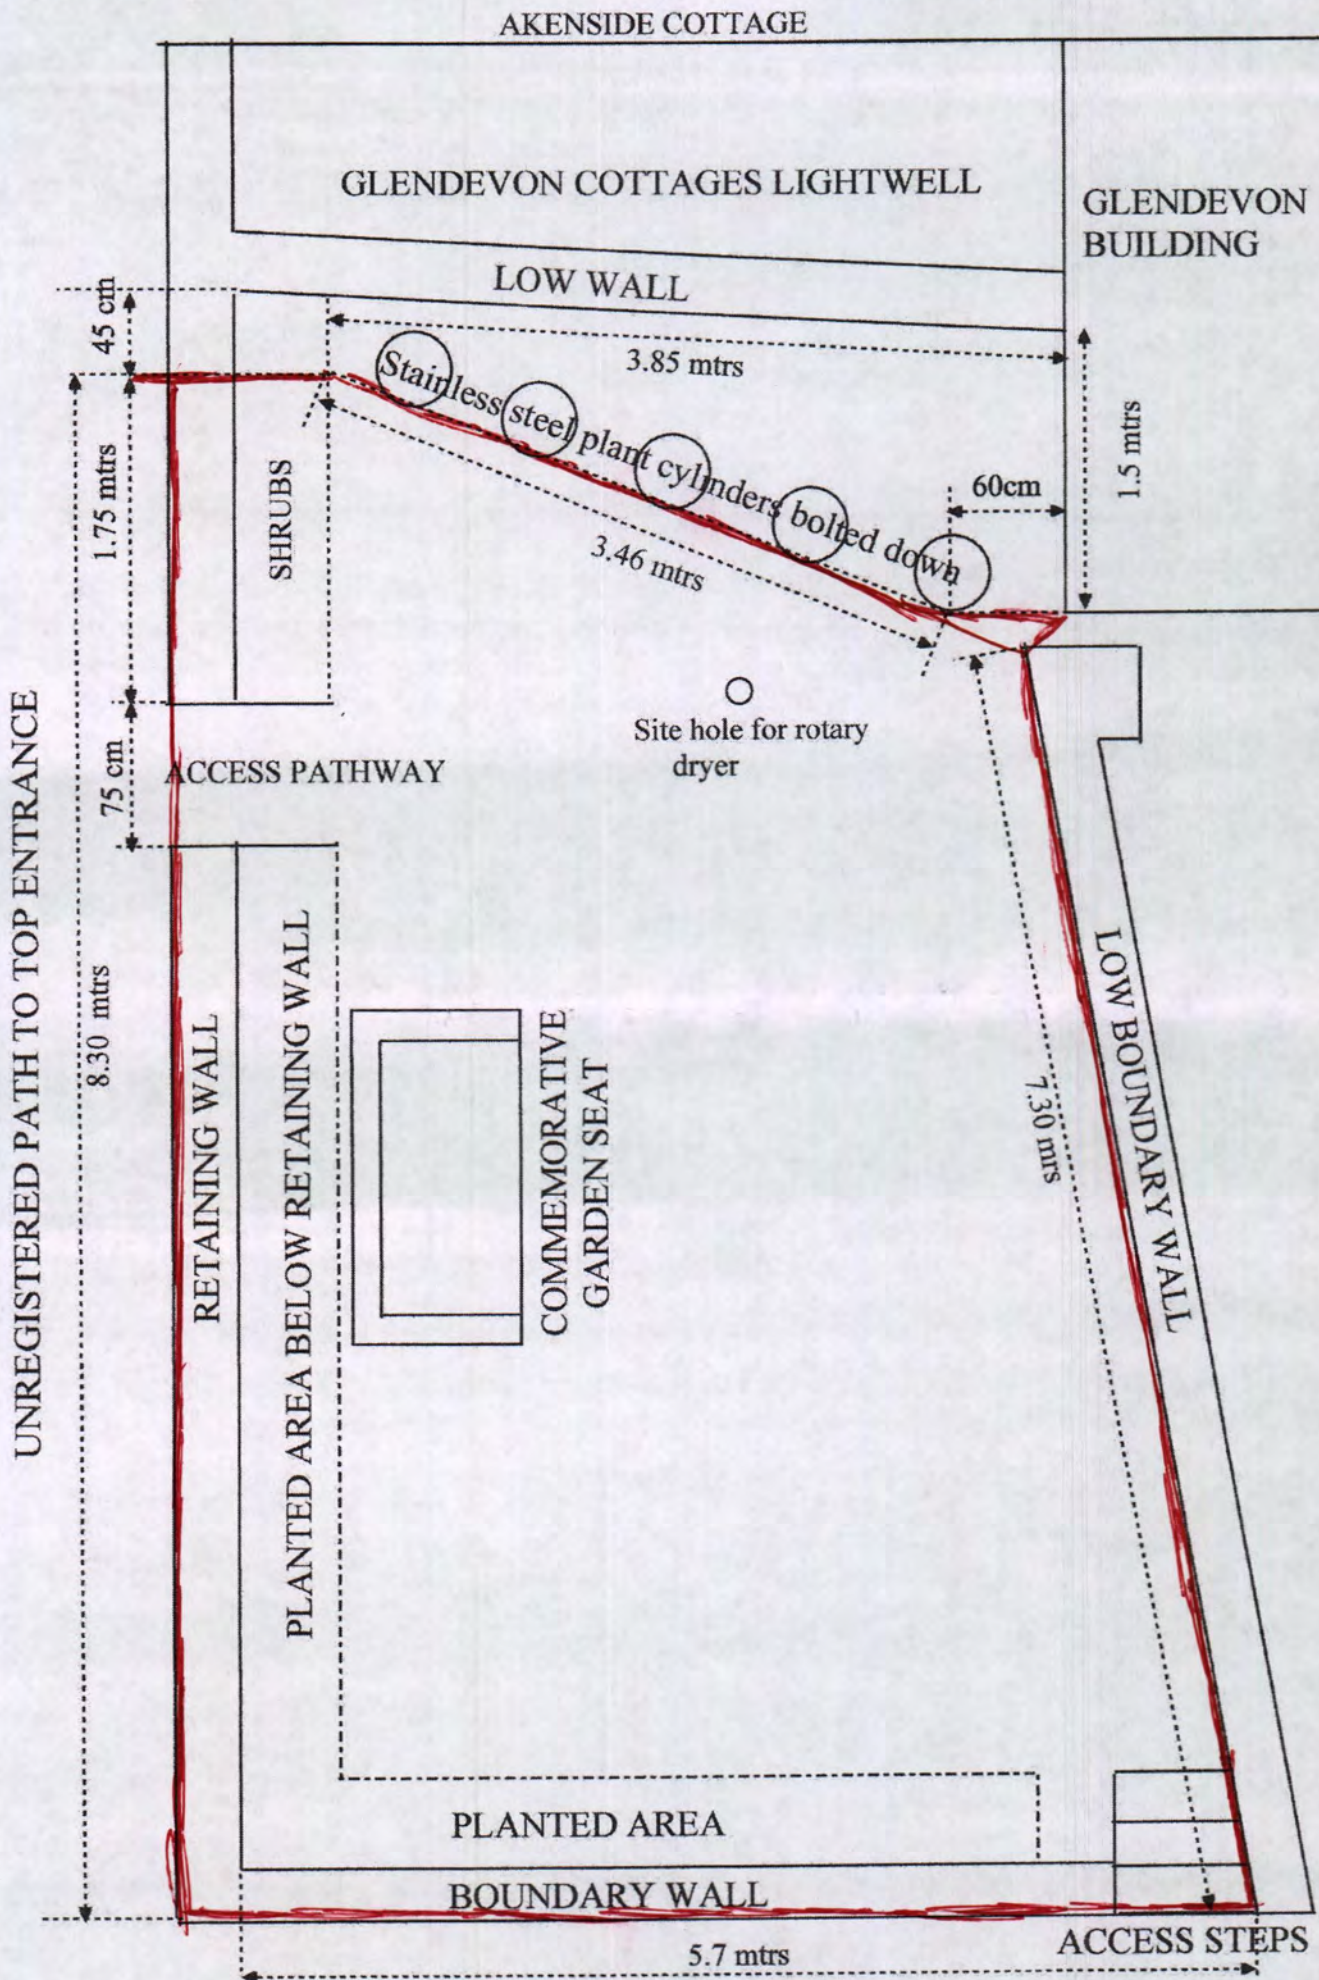 AKENSIDE COTTAGE
GLENDEVON COTTAGES LIGHTWELL
GLENDEVON
BUILDING
LOW WALL
45 cm
3.85 mtrs
Stainless steel plant cylinders bolted down
1.5 mtrs
60cm
1.75 mtrs
SHRUBS
3.46 mtrs
Site hole for rotary
dryer
75 cm
ACCESS PATHWAY
UNREGISTERED PATH TO TOP ENTRANCE
8.30 mtrs
RETAINING WALL
PLANTED AREA BELOW RETAINING WALL
COMMEMORATIVE
GARDEN SEAT
7.30 mrs
LOW BOUNDARY WALL
PLANTED AREA
BOUNDARY WALL
ACCESS STEPS
5.7 mtrs